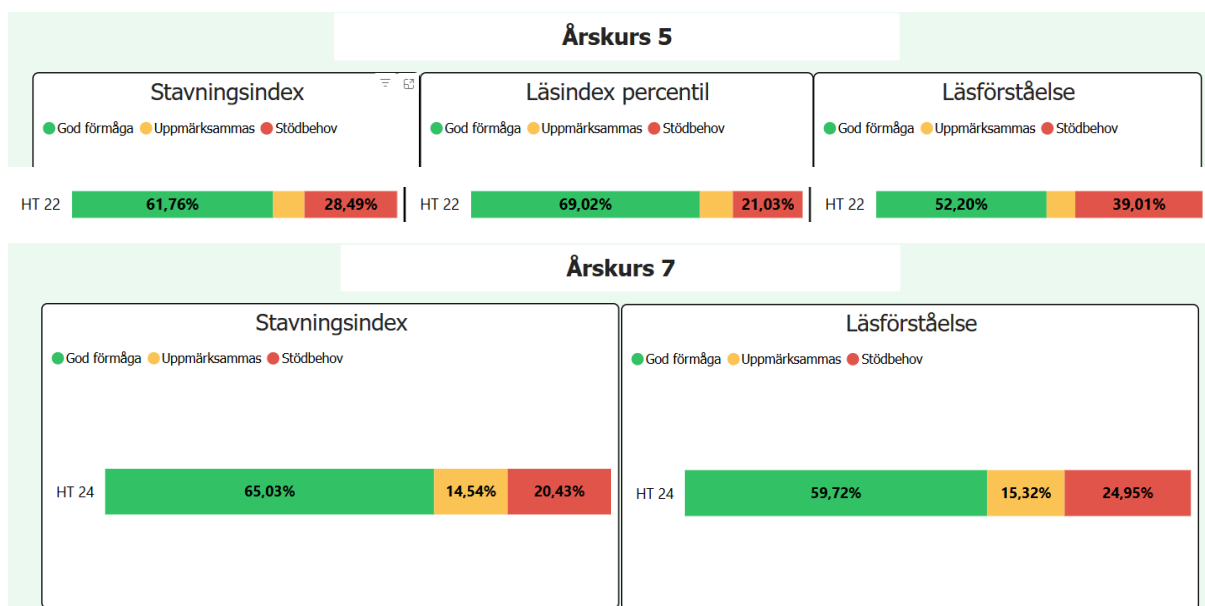 Årskurs 5
Stavningsindex
God förmåga Uppmärksammas Stödbehov
HT 22 61,76% 28,49%
Läsindex percentil
God förmåga Uppmärksammas Stödbehov
HT 22 69,02% 21,03%
Läsförståelse
God förmåga Uppmärksammas Stödbehov
HT 22 52,20% 39,01%
Årskurs 7
Stavningsindex
God förmåga Uppmärksammas Stödbehov
HT 24 65,03% 14,54% 20,43%
Läsförståelse
God förmåga Uppmärksammas Stödbehov
HT 24 59,72% 15,32% 24,95%